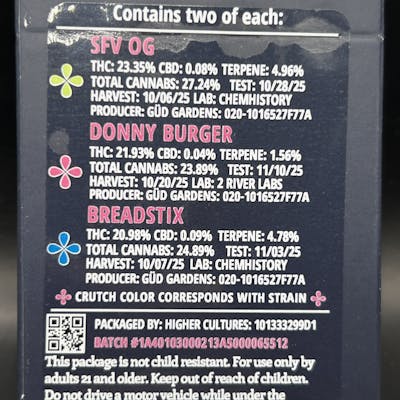 Contains two of each:
SFV OG
THC: 23.35% CBD: 0.08% TERPENE: 4.96%
TOTAL CANNABS: 27.24% TEST: 10/28/25
HARVEST: 10/06/25 LAB: CHEMHISTORY
PRODUCER: GÜD GARDENS: 020-1016527F77A
DONNY BURGER
THC: 21.93% CBD: 0.04% TERPENE: 1.56%
TOTAL CANNABS: 23.89% TEST: 11/10/25
HARVEST: 10/20/25 LAB: 2 RIVER LABS
PRODUCER: GÜD GARDENS: 020-1016527F77A
BREADSTIX
THC: 20.98% CBD: 0.09% TERPENE: 4.78%
TOTAL CANNABS: 24.89% TEST: 11/03/25
HARVEST: 10/07/25 LAB: CHEMHISTORY
PRODUCER: GÜD GARDENS: 020-1016527F77A
CRUTCH COLOR CORRESPONDS WITH STRAIN
PACKAGED BY: HIGHER CULTURES: 101333299D1
BATCH #1A40103000213A5000065512
This package is not child resistant. For use only by
adults 21 and older. Keep out of reach of children.
Do not drive a motor vehicle while under the